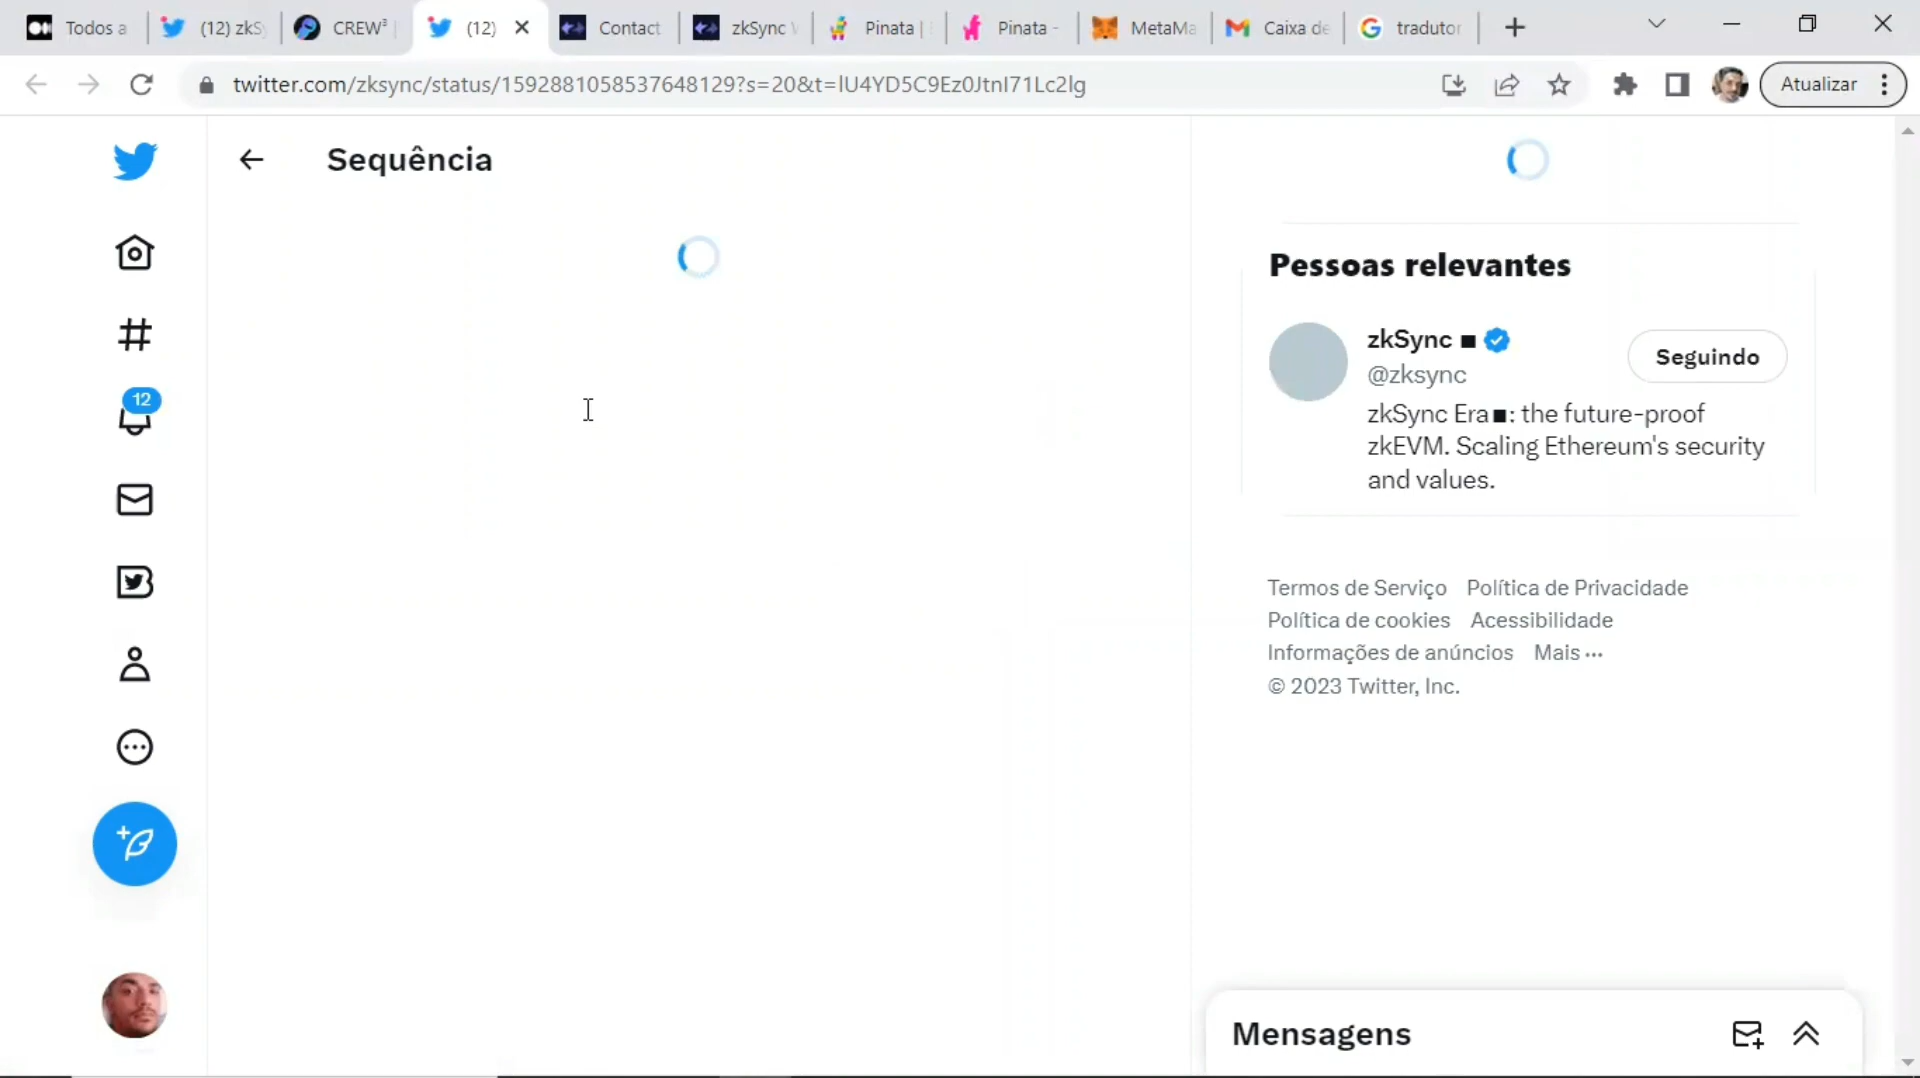 Todos a
(12) zkS
CREW³
(12)
Contact
zkSync
Pinata |
Pinata -
MetaMa
Caixa de
tradutor
twitter.com/zksync/status/1592881058537648129?s=20&t=lU4YD5C9Ez0JtnI71Lc2lg
Atualizar
Sequência
12
Pessoas relevantes
zkSync
@zksync
Seguindo
zkSync Era■: the future-proof
zkEVM. Scaling Ethereum's security
and values.
Termos de Serviço Política de Privacidade
Política de cookies Acessibilidade
Informações de anúncios Mais ···
© 2023 Twitter, Inc.
Mensagens